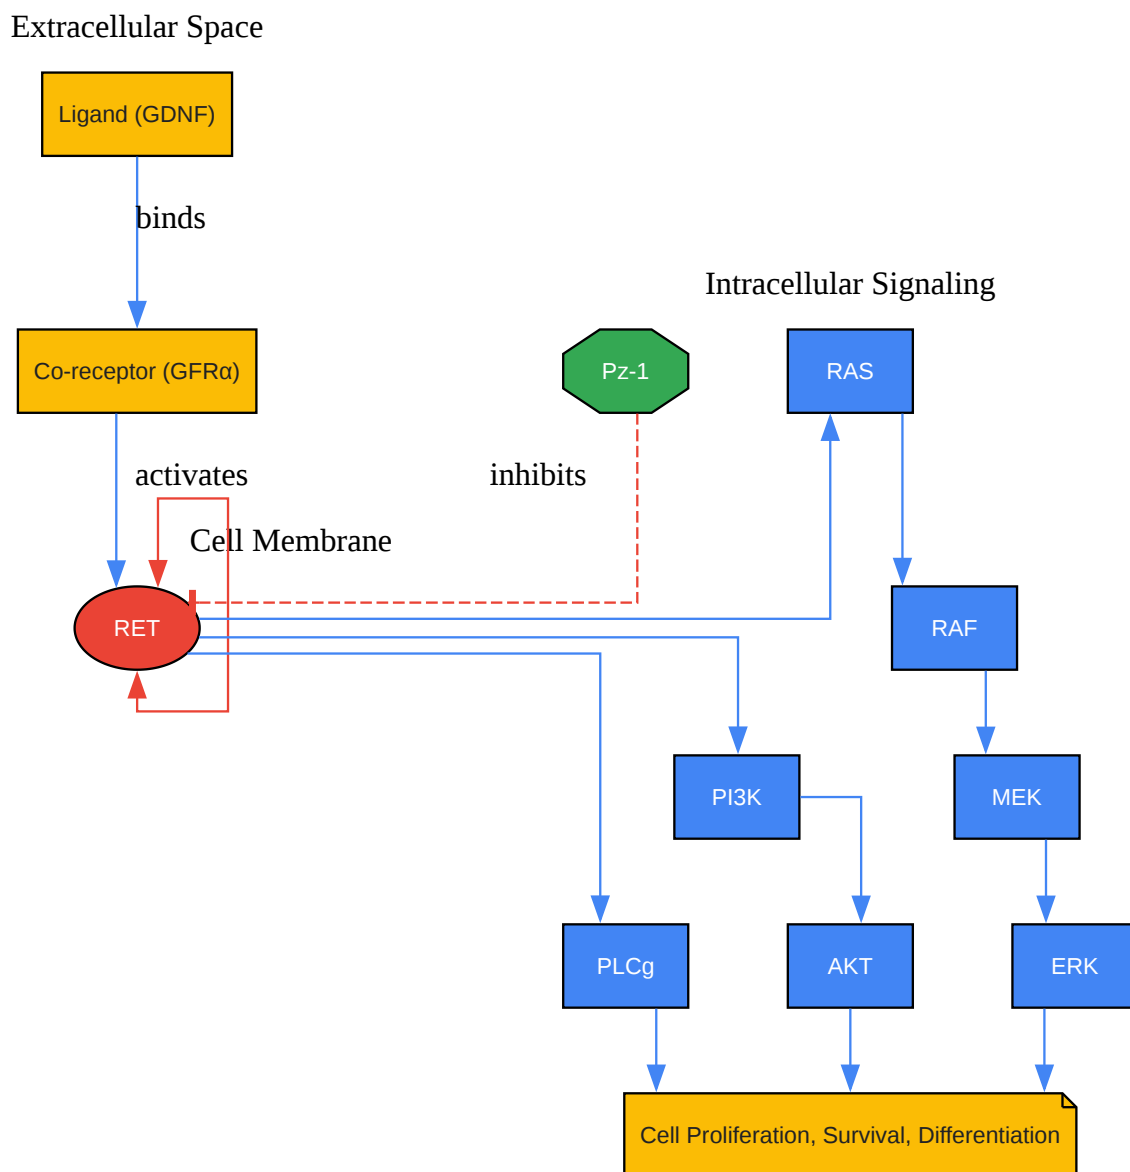 Extracellular Space
Ligand (GDNF)
binds
Intracellular Signaling
Co-receptor (GFRα)
Pz-1
RAS
activates
inhibits
Cell Membrane
RET
RAF
PI3K
MEK
PLCg
AKT
ERK
Cell Proliferation, Survival, Differentiation